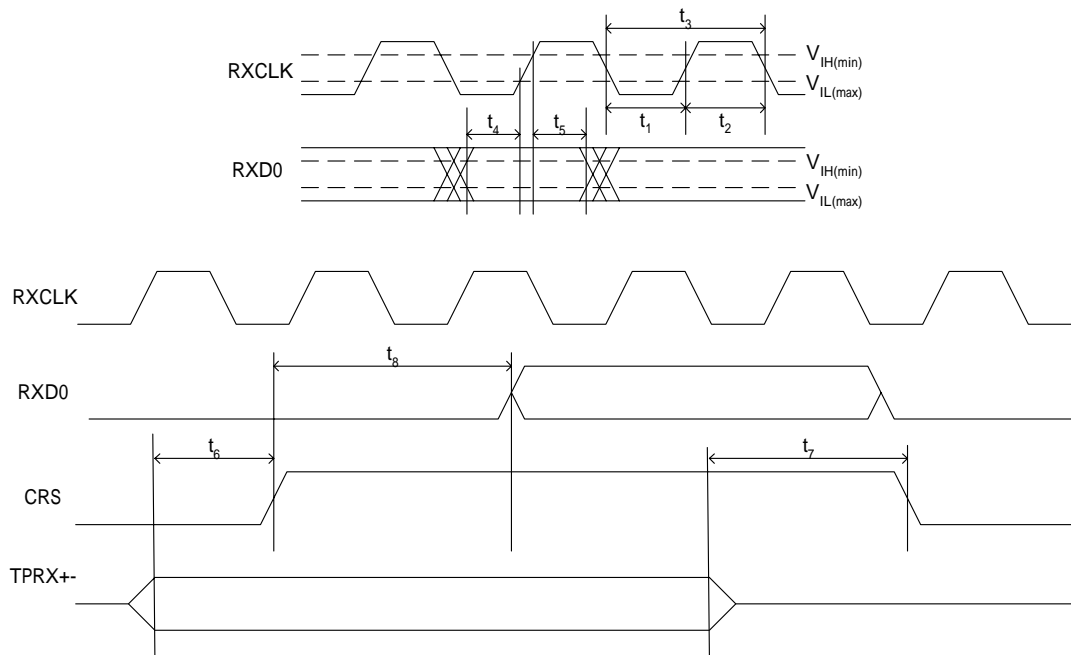 t3
RXCLK
VIH(min)
VIL(max)
t4
t5
t1
t2
RXD0
VIH(min)
VIL(max)
RXCLK
t8
RXD0
t6
t7
CRS
TPRX+-